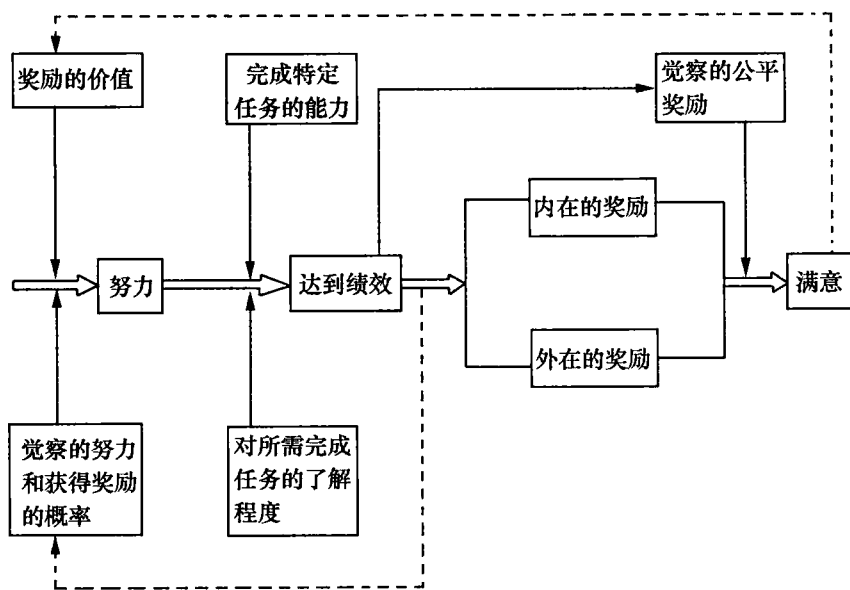 奖励的价值
完成特定
任务的能力
觉察的公平
奖励
内在的奖励
努力
达到绩效
满意
外在的奖励
觉察的努力
和获得奖励
的概率
对所需完成
任务的了解
程度